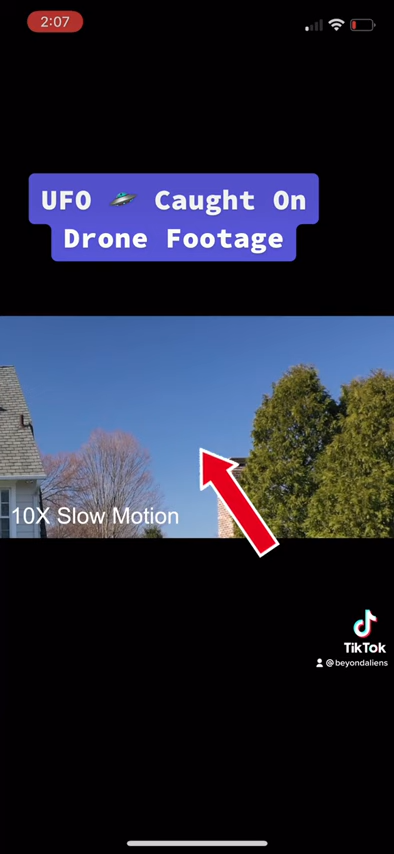 2:07
UFO 🛸 Caught On
Drone Footage
10X Slow Motion
TikTok
@beyondaliens